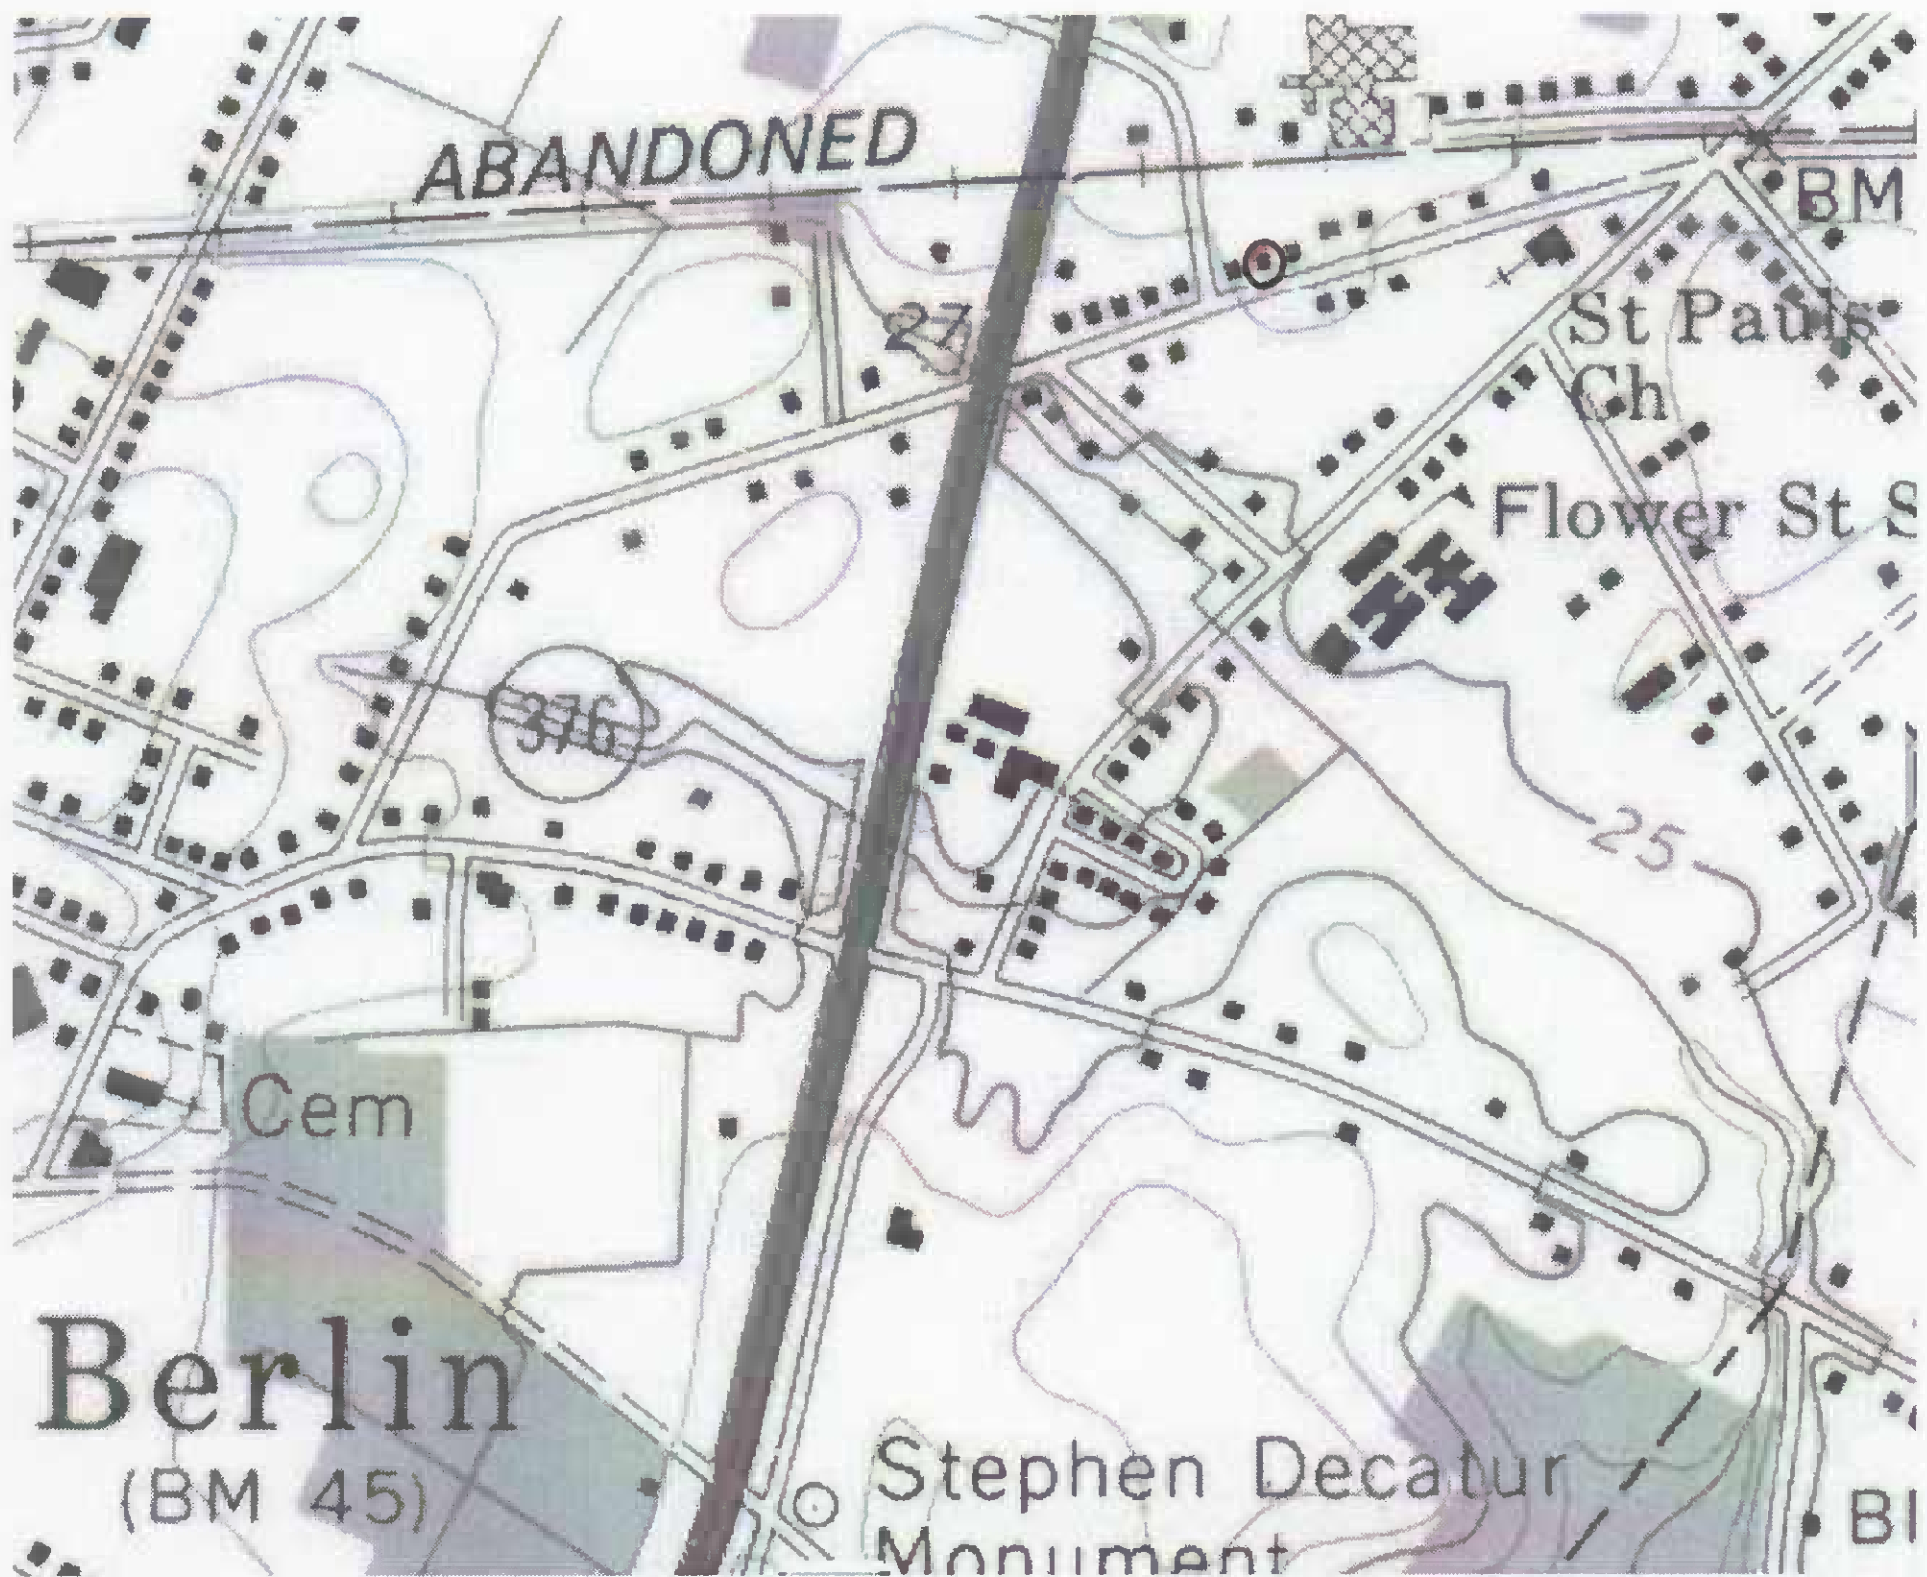 ABANDONED
BM
27
St Pauls
Ch
Flower St S
376
25
Cem
Berlin
(BM 45)
Stephen Decatur
Monument